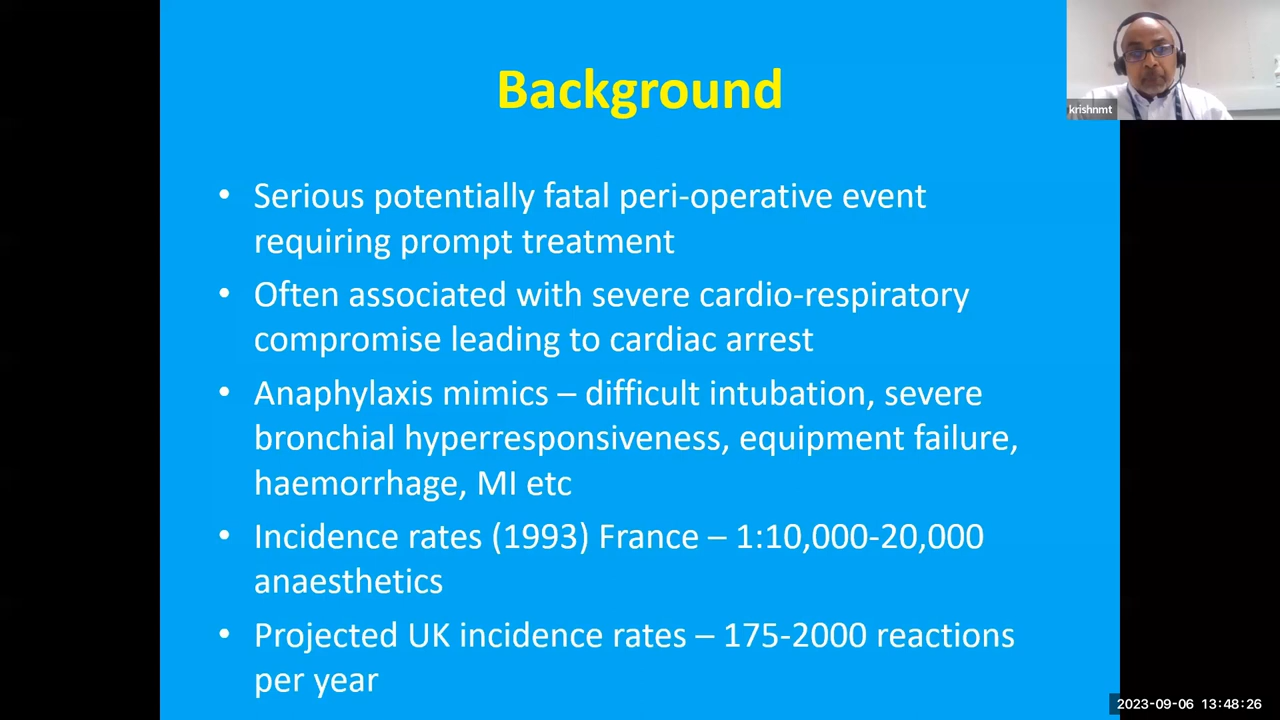 Background
krishnmt
• Serious potentially fatal peri-operative event
requiring prompt treatment
• Often associated with severe cardio-respiratory
compromise leading to cardiac arrest
• Anaphylaxis mimics – difficult intubation, severe
bronchial hyperresponsiveness, equipment failure,
haemorrhage, MI etc
• Incidence rates (1993) France – 1:10,000-20,000
anaesthetics
• Projected UK incidence rates – 175-2000 reactions
per year
2023-09-06 13:48:26